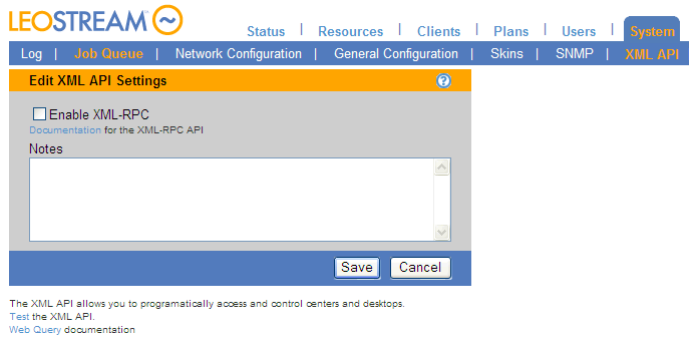 LEOSTREAM™
Status | Resources | Clients | Plans | Users | System
Log | Job Queue | Network Configuration | General Configuration | Skins | SNMP | XML API
Edit XML API Settings ?
Enable XML-RPC
Documentation for the XML-RPC API
Notes
Save Cancel
The XML API allows you to programatically access and control centers and desktops.
Test the XML API.
Web Query documentation